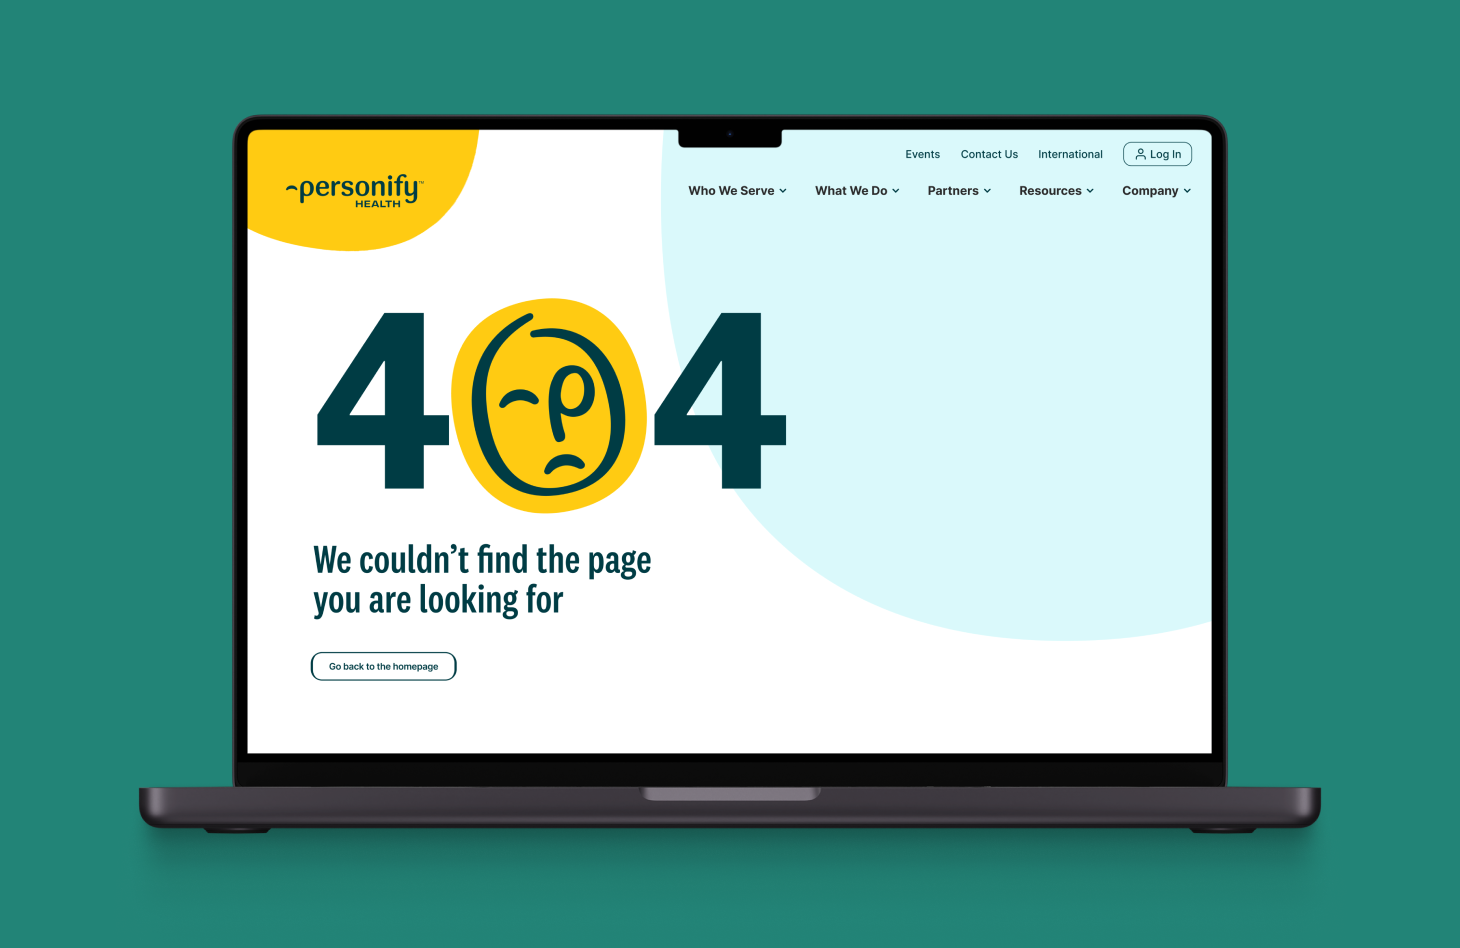 Events Contact Us International Log In
personify™
HEALTH
Who We Serve What We Do Partners Resources Company
404
We couldn’t find the page
you are looking for
Go back to the homepage